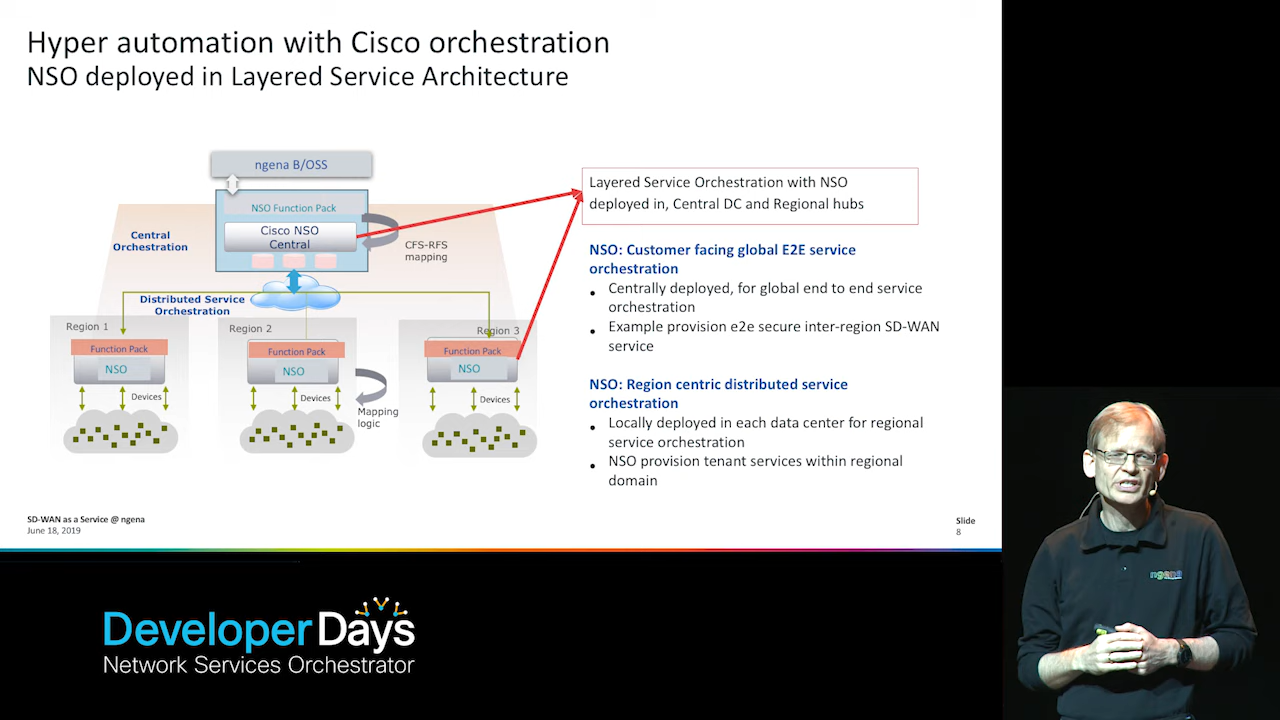 Hyper automation with Cisco orchestration
NSO deployed in Layered Service Architecture
ngena B/OSS
NSO Function Pack
Cisco NSO
Central
CFS-RFS
mapping
Central
Orchestration
Distributed Service
Orchestration
Region 1
Function Pack
NSO
Devices
Region 2
Function Pack
NSO
Devices
Mapping
logic
Region 3
Function Pack
NSO
Devices
Layered Service Orchestration with NSO
deployed in, Central DC and Regional hubs
NSO: Customer facing global E2E service
orchestration
• Centrally deployed, for global end to end service
orchestration
• Example provision e2e secure inter-region SD-WAN
service
NSO: Region centric distributed service
orchestration
• Locally deployed in each data center for regional
service orchestration
• NSO provision tenant services within regional
domain
SD-WAN as a Service @ ngena
June 18, 2019
Slide
8
DeveloperDays
Network Services Orchestrator
ngena